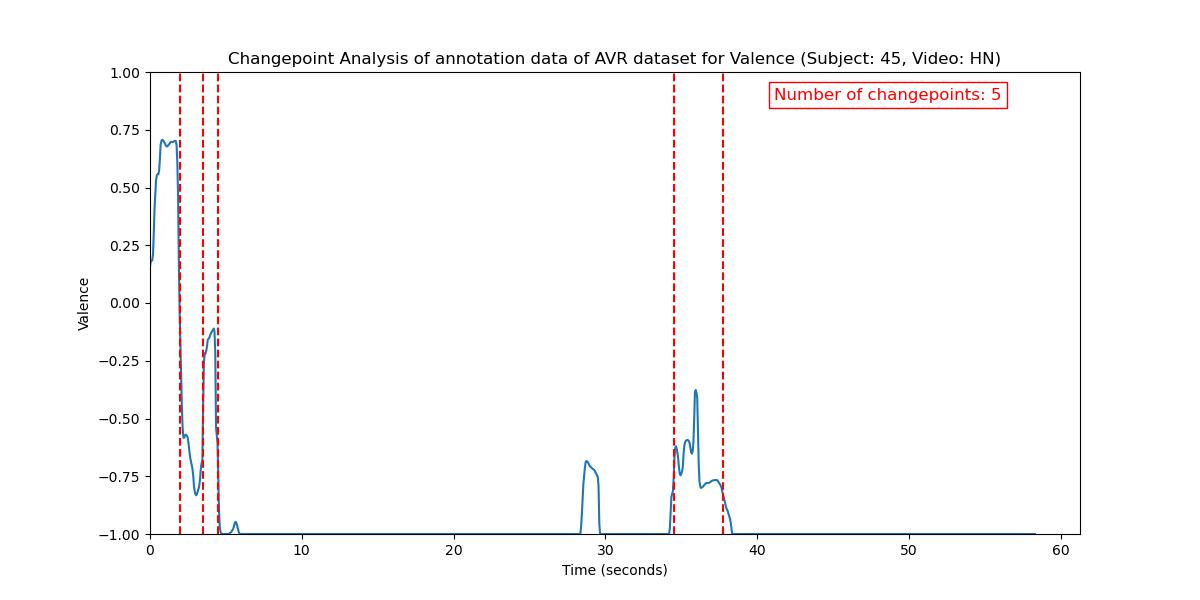 Changepoint Analysis of annotation data of AVR dataset for Valence (Subject: 45, Video: HN)
Number of changepoints: 5
1.00
0.75
0.50
0.25
0.00
−0.25
−0.50
−0.75
−1.00
Valence
0 10 20 30 40 50 60
Time (seconds)